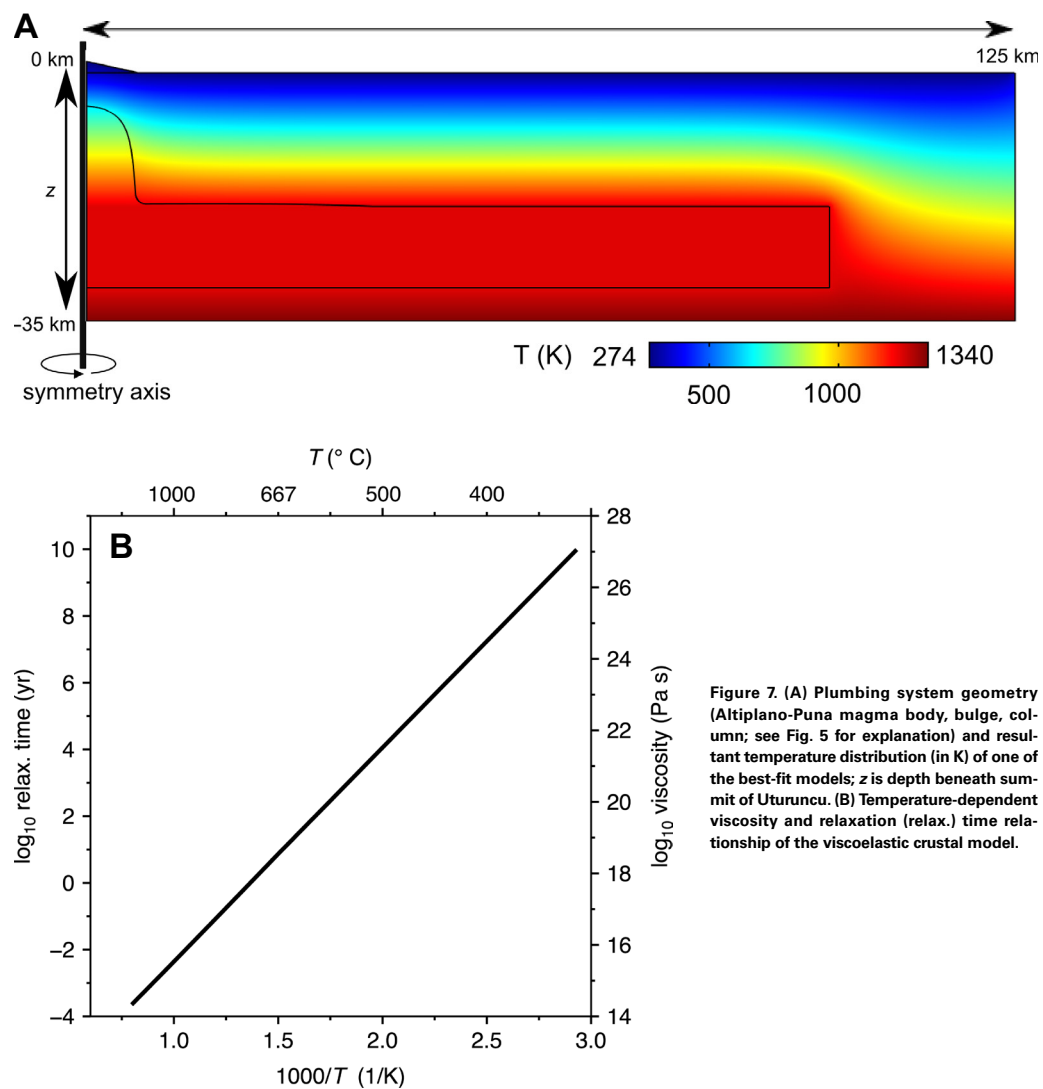 A
0 km
125 km
z
–35 km
symmetry axis
T (K)
274
1340
500
1000
T (° C)
1000
667
500
400
B
10
8
6
4
2
0
–2
–4
log10 relax. time (yr)
28
26
24
22
20
18
16
14
log10 viscosity (Pa s)
1.0
1.5
2.0
2.5
3.0
1000/T (1/K)
Figure 7. (A) Plumbing system geometry
(Altiplano-Puna magma body, bulge, col-
umn; see Fig. 5 for explanation) and resul-
tant temperature distribution (in K) of one of
the best-fit models; z is depth beneath sum-
mit of Uturuncu. (B) Temperature-dependent
viscosity and relaxation (relax.) time rela-
tionship of the viscoelastic crustal model.